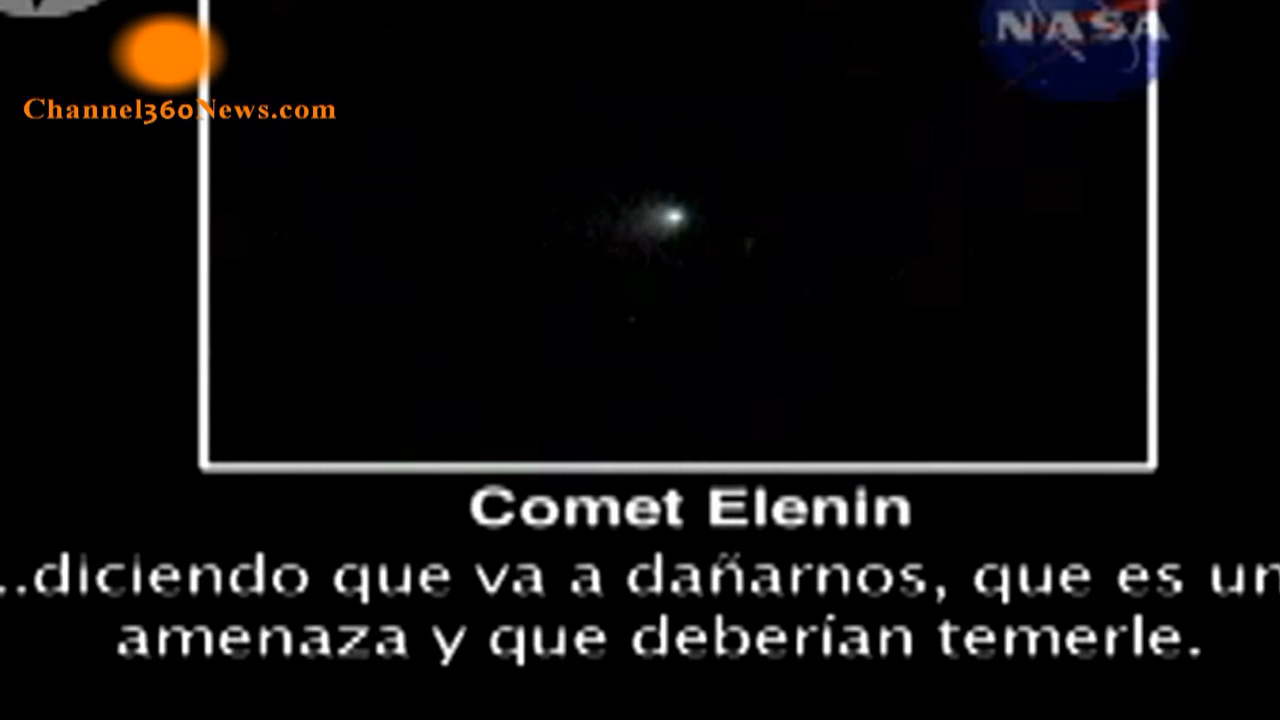 NASA
Channel360News.com
Comet Elenin
..diciendo que va a dañarnos, que es un
amenaza y que deberían temerle.